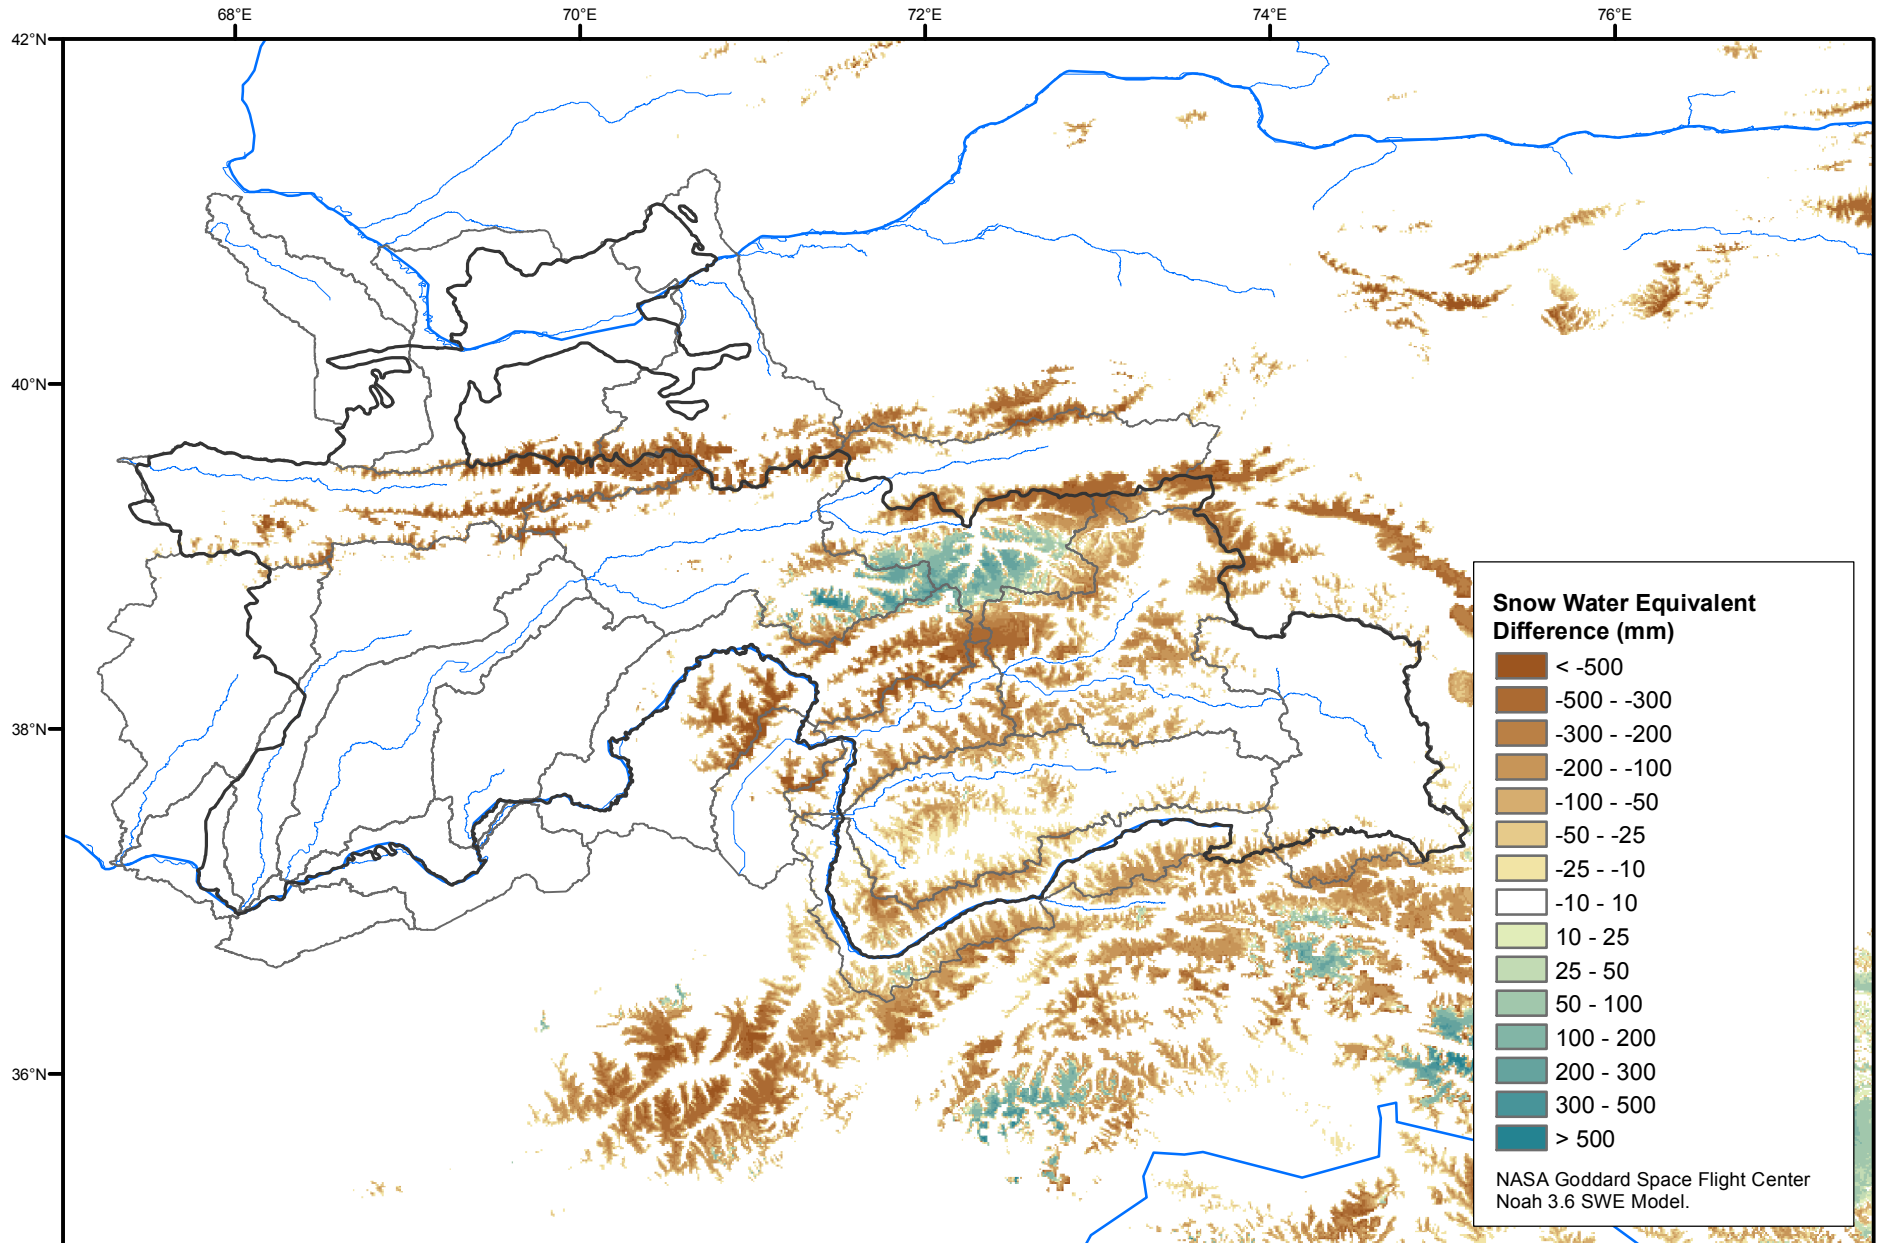 68°E 70°E 72°E 74°E 76°E
42°N
40°N
38°N
36°N
Snow Water Equivalent
Difference (mm)
< -500
-500 - -300
-300 - -200
-200 - -100
-100 - -50
-50 - -25
-25 - -10
-10 - 10
10 - 25
25 - 50
50 - 100
100 - 200
200 - 300
300 - 500
> 500
NASA Goddard Space Flight Center
Noah 3.6 SWE Model.